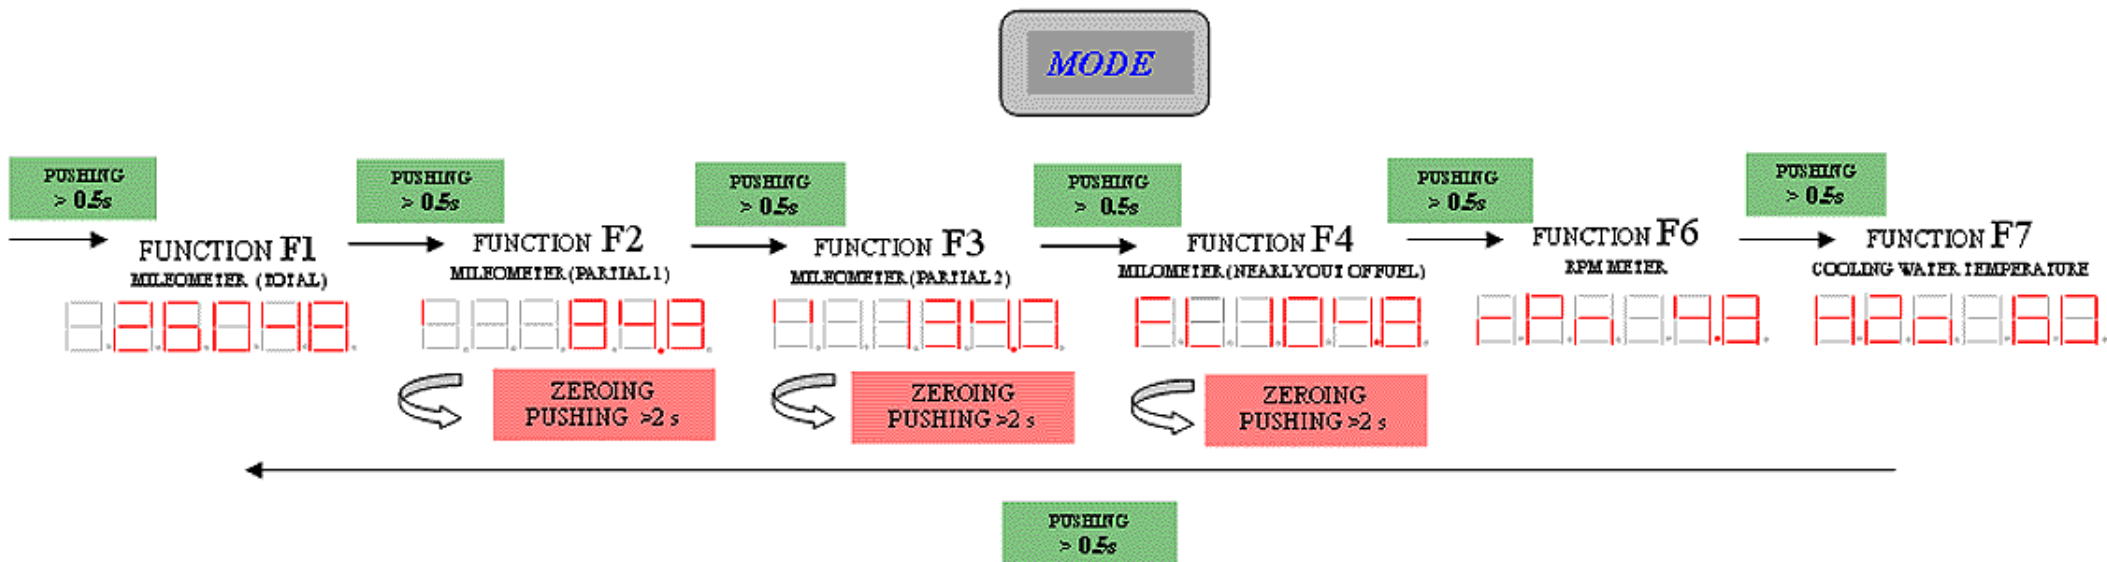 MODE
PUSHING
> 0.5s
PUSHING
> 0.5s
PUSHING
> 0.5s
PUSHING
> 0.5s
PUSHING
> 0.5s
PUSHING
> 0.5s
FUNCTION F1
MILEOMETER (TOTAL)
FUNCTION F2
MILEOMETER (PARTIAL 1)
FUNCTION F3
MILEOMETER (PARTIAL 2)
FUNCTION F4
MILOMETER (NEARLY OUT OF FUEL)
FUNCTION F6
RPM METER
FUNCTION F7
COOLING WATER TEMPERATURE
ZEROING
PUSHING >2 s
ZEROING
PUSHING >2 s
ZEROING
PUSHING >2 s
PUSHING
> 0.5s